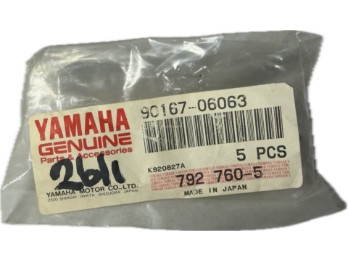 90167-06063
YAMAHA
GENUINE
Parts & Accessories
5 PCS
2611
K920827A
792 760-5
YAMAHA MOTOR CO.,LTD.
MADE IN JAPAN